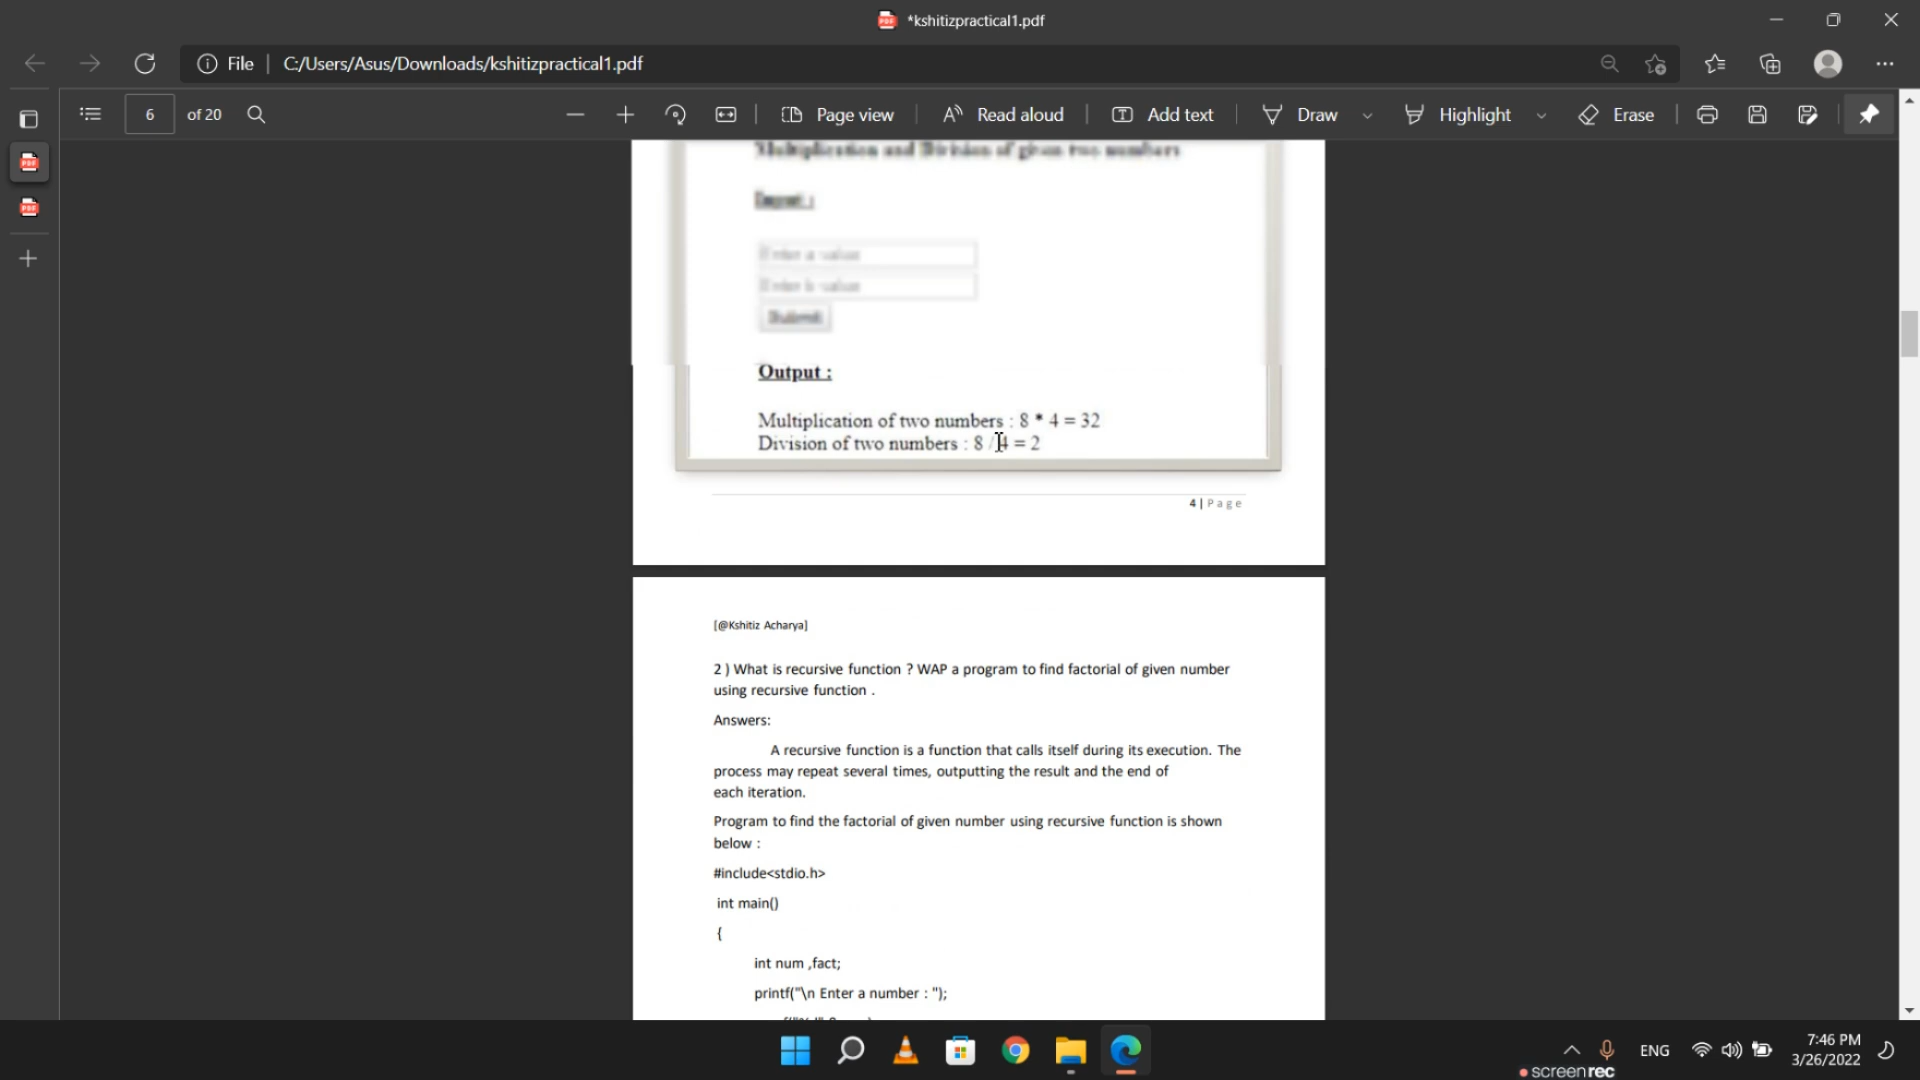 *kshitizpractical1.pdf
File C:/Users/Asus/Downloads/kshitizpractical1.pdf
6 of 20 Page view Read aloud Add text Draw Highlight Erase
Multiplication and Division of given two numbers
Input :
Enter a value
Enter b value
Submit
Output :
Multiplication of two numbers : 8 * 4 = 32
Division of two numbers : 8 / 4 = 2
4 | Page
[@Kshitiz Acharya]
2 ) What is recursive function ? WAP a program to find factorial of given number
using recursive function .
Answers:
A recursive function is a function that calls itself during its execution. The
process may repeat several times, outputting the result and the end of
each iteration.
Program to find the factorial of given number using recursive function is shown
below :
#include<stdio.h>
int main()
{
int num ,fact;
printf("\n Enter a number : ");
ENG
7:46 PM
3/26/2022
screenrec